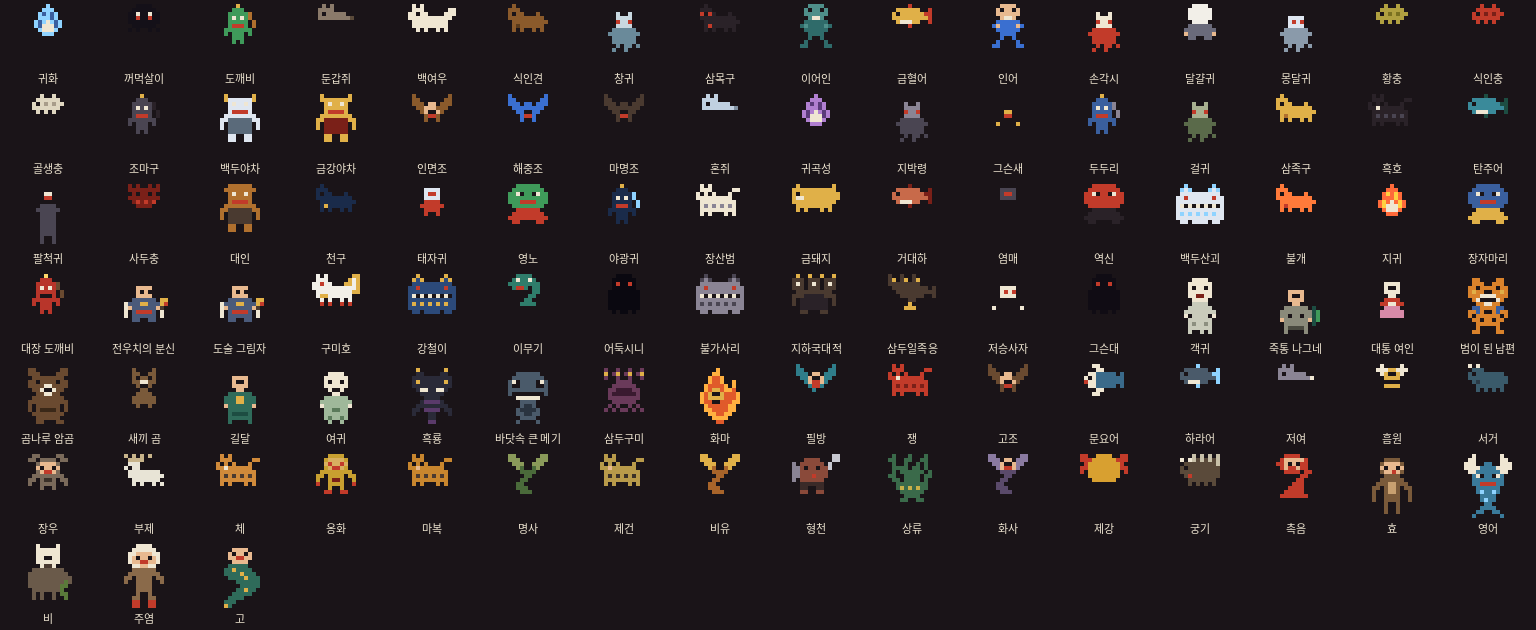 귀화 꺼먹살이 도깨비 둔갑쥐 백여우 식인견 창귀 삼목구 이어인 금혈어 인어 손각시 달걀귀 몽달귀 황충 식인충
골생충 조마구 백두야차 금강야차 인면조 해중조 마명조 혼쥐 귀곡성 지박령 그슨새 두두리 걸귀 삼족구 흑호 탄주어
팔척귀 사두충 대인 천구 태자귀 영노 야광귀 장산범 금돼지 거대하 염매 역신 백두산괴 불개 지귀 장자마리
대장 도깨비 전우치의 분신 도술 그림자 구미호 강철이 이무기 어둑시니 불가사리 지하국대적 삼두일족응 저승사자 그슨대 객귀 죽통 나그네 대통 여인 범이 된 남편
곰나루 암곰 새끼 곰 길달 여귀 흑룡 바닷속 큰 메기 삼두구미 화마 필방 쟁 고조 문요어 하라어 저여 흠원 서거
장우 부제 체 옹화 마복 명사 제건 비유 형천 상류 화사 제강 궁기 촉음 효 영어
비 주염 고